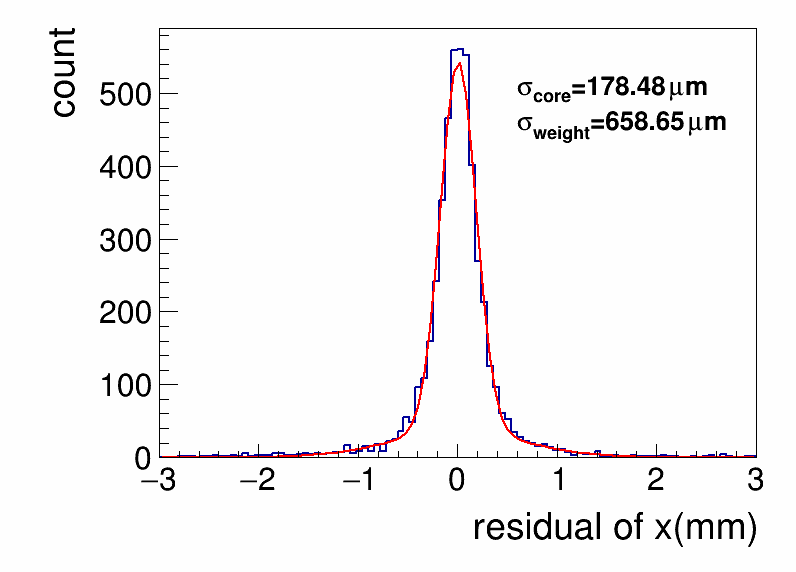 count
σcore=178.48μm
σweight=658.65μm
500
400
300
200
100
0
−3 −2 −1 0 1 2 3
residual of x(mm)